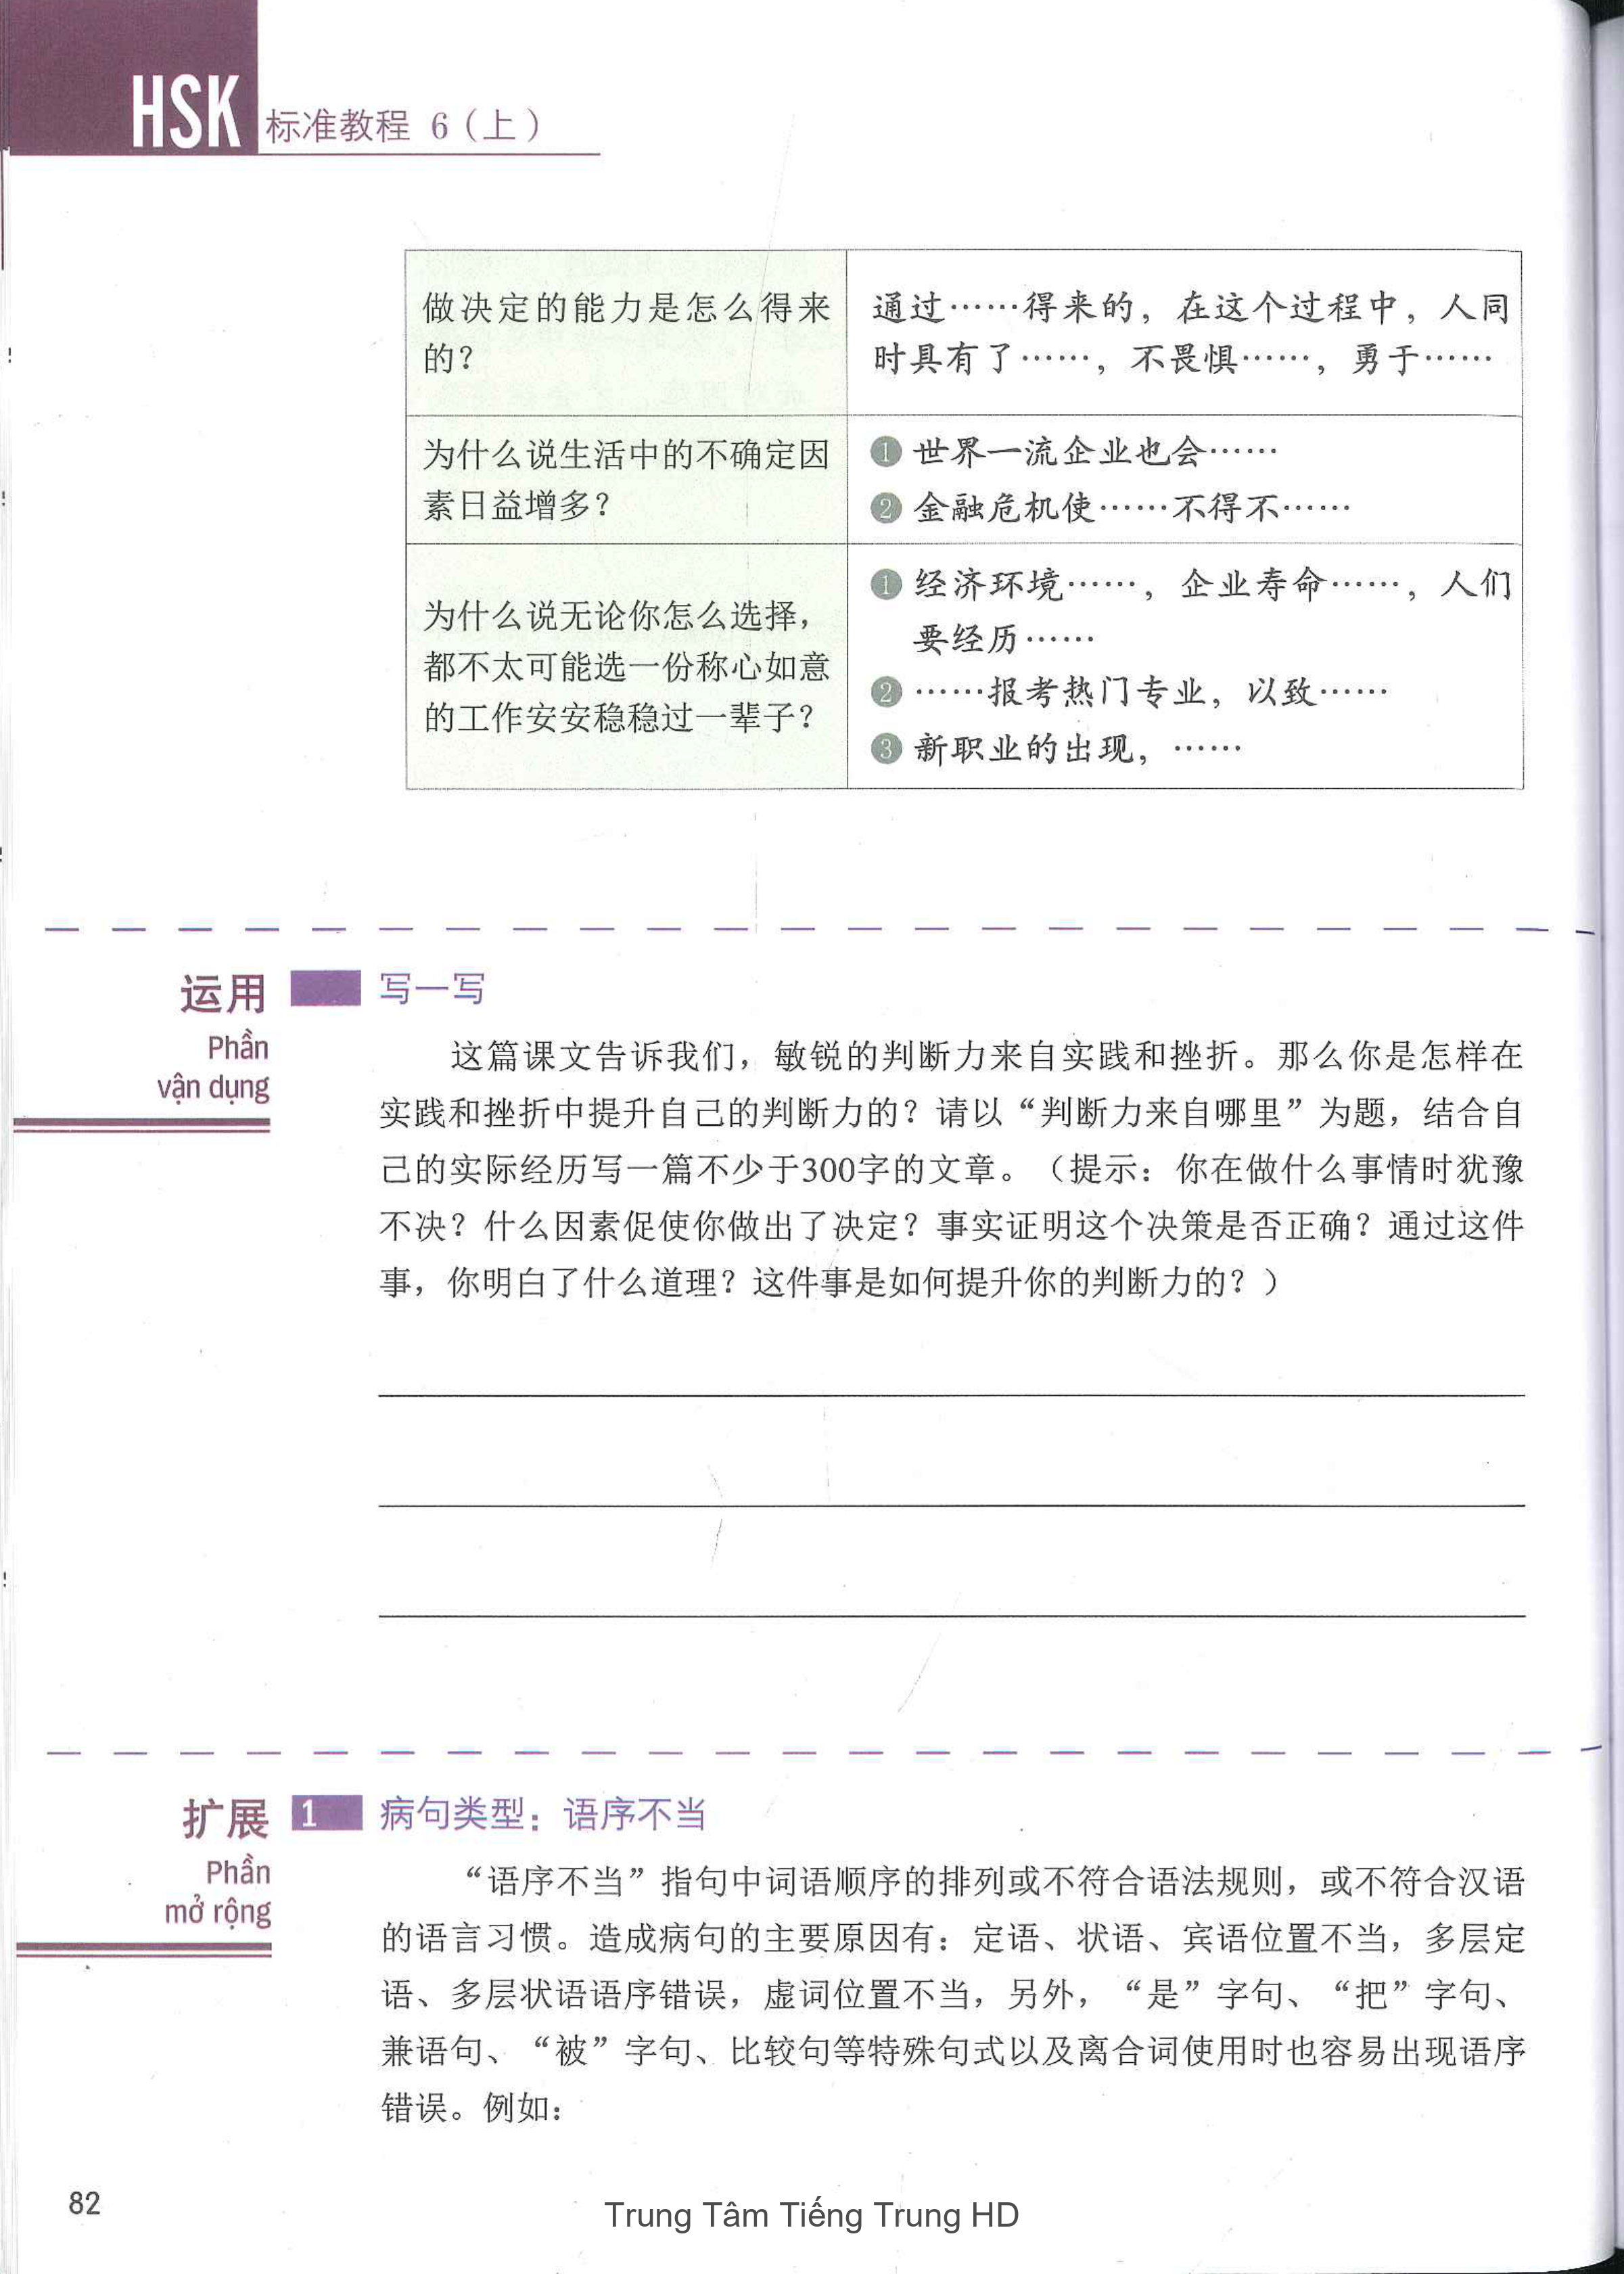 HSK 标准教程 6（上）
做决定的能力是怎么得来
的？
通过……得来的，在这个过程中，人同
时具有了……，不畏惧……，勇于……
为什么说生活中的不确定因
素日益增多？
1 世界一流企业也会……
2 金融危机使……不得不……
为什么说无论你怎么选择，
都不太可能选一份称心如意
的工作安安稳稳过一辈子？
1 经济环境……，企业寿命……，人们
要经历……
2 ……报考热门专业，以致……
3 新职业的出现，……
运用
Phần
vận dụng
写一写
这篇课文告诉我们，敏锐的判断力来自实践和挫折。那么你是怎样在
实践和挫折中提升自己的判断力的？请以“判断力来自哪里”为题，结合自
己的实际经历写一篇不少于300字的文章。（提示：你在做什么事情时犹豫
不决？什么因素促使你做出了决定？事实证明这个决策是否正确？通过这件
事，你明白了什么道理？这件事是如何提升你的判断力的？）
扩展
Phần
mở rộng
1 病句类型：语序不当
“语序不当”指句中词语顺序的排列或不符合语法规则，或不符合汉语
的语言习惯。造成病句的主要原因有：定语、状语、宾语位置不当，多层定
语、多层状语语序错误，虚词位置不当，另外，“是”字句、“把”字句、
兼语句、“被”字句、比较句等特殊句式以及离合词使用时也容易出现语序
错误。例如：
82
Trung Tâm Tiếng Trung HD